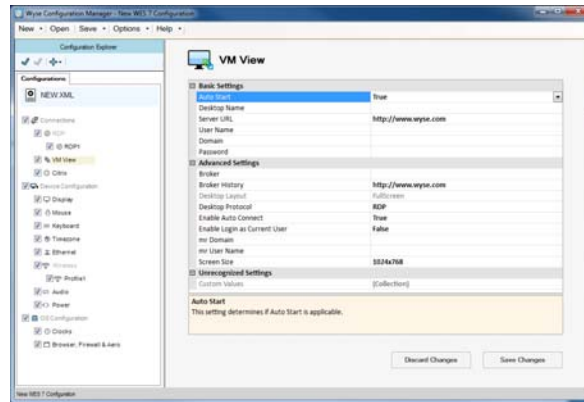 Wyse Configuration Manager - New WES 7 Configuration
New Open Save Options Help
Configuration Explorer
Configurations
NEW.XML
Connections
RDP
RDP1
VM View
Citrix
Device Configuration
Display
Mouse
Keyboard
Timezone
Ethernet
Wireless
Profile1
Audio
Power
OS Configuration
Clocks
Browser, Firewall & Aero
VM View
Basic Settings
Auto Start True
Desktop Name
Server URL http://www.wyse.com
User Name
Domain
Password
Advanced Settings
Broker
Broker History http://www.wyse.com
Desktop Layout FullScreen
Desktop Protocol RDP
Enable Auto Connect True
Enable Login as Current User False
mr Domain
mr User Name
Screen Size 1024x768
Unrecognized Settings
Custom Values (Collection)
Auto Start
This setting determines if Auto Start is applicable.
Discard Changes Save Changes
New WES 7 Configuration